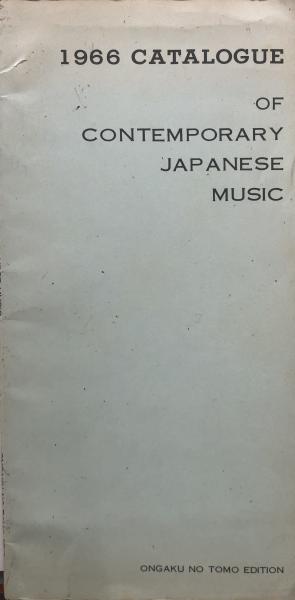 1966 CATALOGUE
OF
CONTEMPORARY
JAPANESE
MUSIC
ONGAKU NO TOMO EDITION